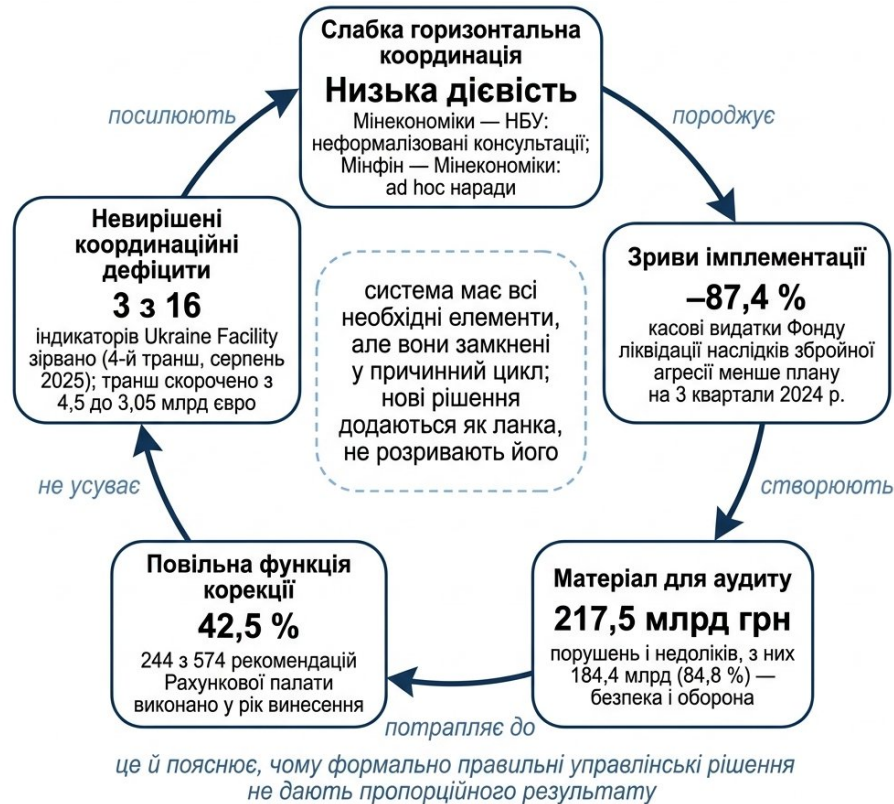 Слабка горизонтальна
координація
Низька дієвість
Мінекономіки — НБУ:
неформалізовані консультації;
Мінфін — Мінекономіки:
ad hoc наради
посилюють
породжує
Невирішені
координаційні
дефіцити
3 з 16
індикаторів Ukraine Facility
зірвано (4-й транш, серпень
2025); транш скорочено з
4,5 до 3,05 млрд євро
система має всі
необхідні елементи,
але вони замкнені
у причинний цикл;
нові рішення
додаються як ланка,
не розривають його
Зриви імплементації
–87,4 %
касові видатки Фонду
ліквідації наслідків збройної
агресії менше плану
на 3 квартали 2024 р.
не усуває
створюють
Повільна функція
корекції
42,5 %
244 з 574 рекомендацій
Рахункової палати
виконано у рік винесення
Матеріал для аудиту
217,5 млрд грн
порушень і недоліків, з них
184,4 млрд (84,8 %) —
безпека і оборона
потрапляє до
це й пояснює, чому формально правильні управлінські рішення
не дають пропорційного результату